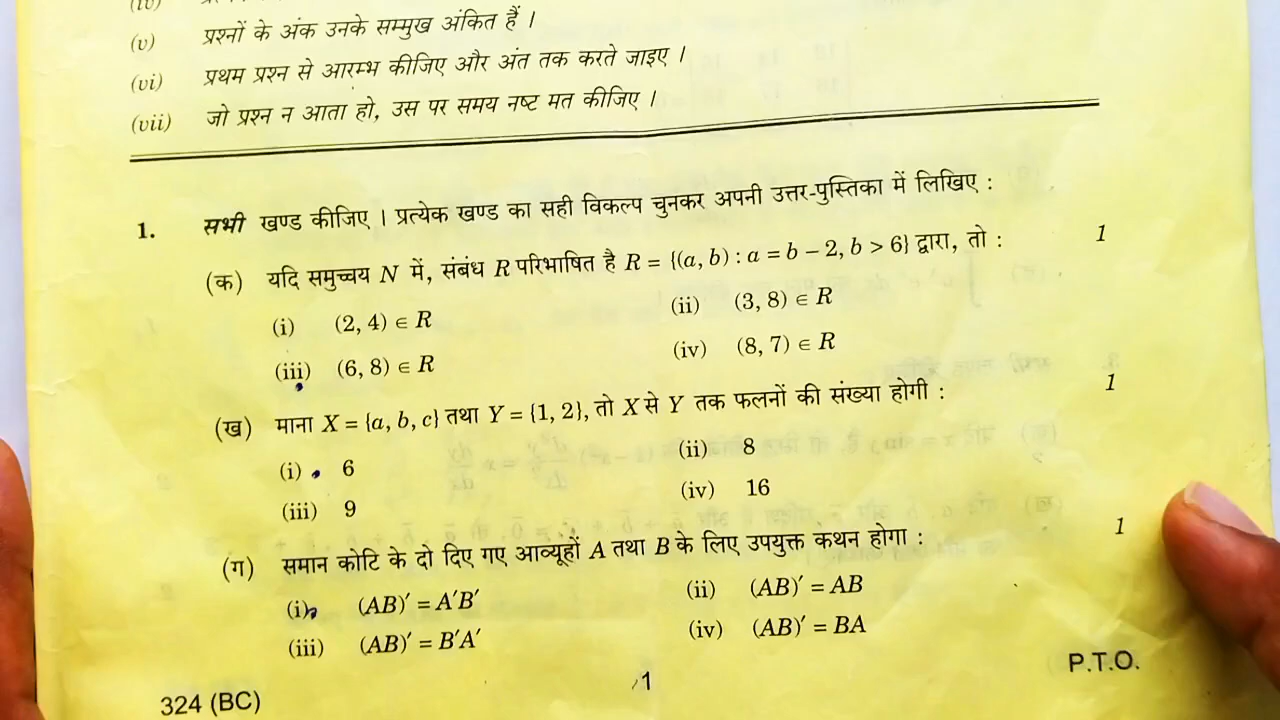 (iv)
(v) प्रश्नों के अंक उनके सम्मुख अंकित हैं ।
(vi) प्रथम प्रश्न से आरम्भ कीजिए और अंत तक करते जाइए ।
(vii) जो प्रश्न न आता हो, उस पर समय नष्ट मत कीजिए ।
1. सभी खण्ड कीजिए । प्रत्येक खण्ड का सही विकल्प चुनकर अपनी उत्तर-पुस्तिका में लिखिए :
(क) यदि समुच्चय N में, संबंध R परिभाषित है R = {(a, b) : a = b – 2, b > 6} द्वारा, तो : 1
(i) (2, 4) ∈ R (ii) (3, 8) ∈ R
(iii) (6, 8) ∈ R (iv) (8, 7) ∈ R
(ख) माना X = {a, b, c} तथा Y = {1, 2}, तो X से Y तक फलनों की संख्या होगी : 1
(i) 6 (ii) 8
(iii) 9 (iv) 16
(ग) समान कोटि के दो दिए गए आव्यूहों A तथा B के लिए उपयुक्त कथन होगा : 1
(i) (AB)′ = A′B′ (ii) (AB)′ = AB
(iii) (AB)′ = B′A′ (iv) (AB)′ = BA
324 (BC) 1 P.T.O.